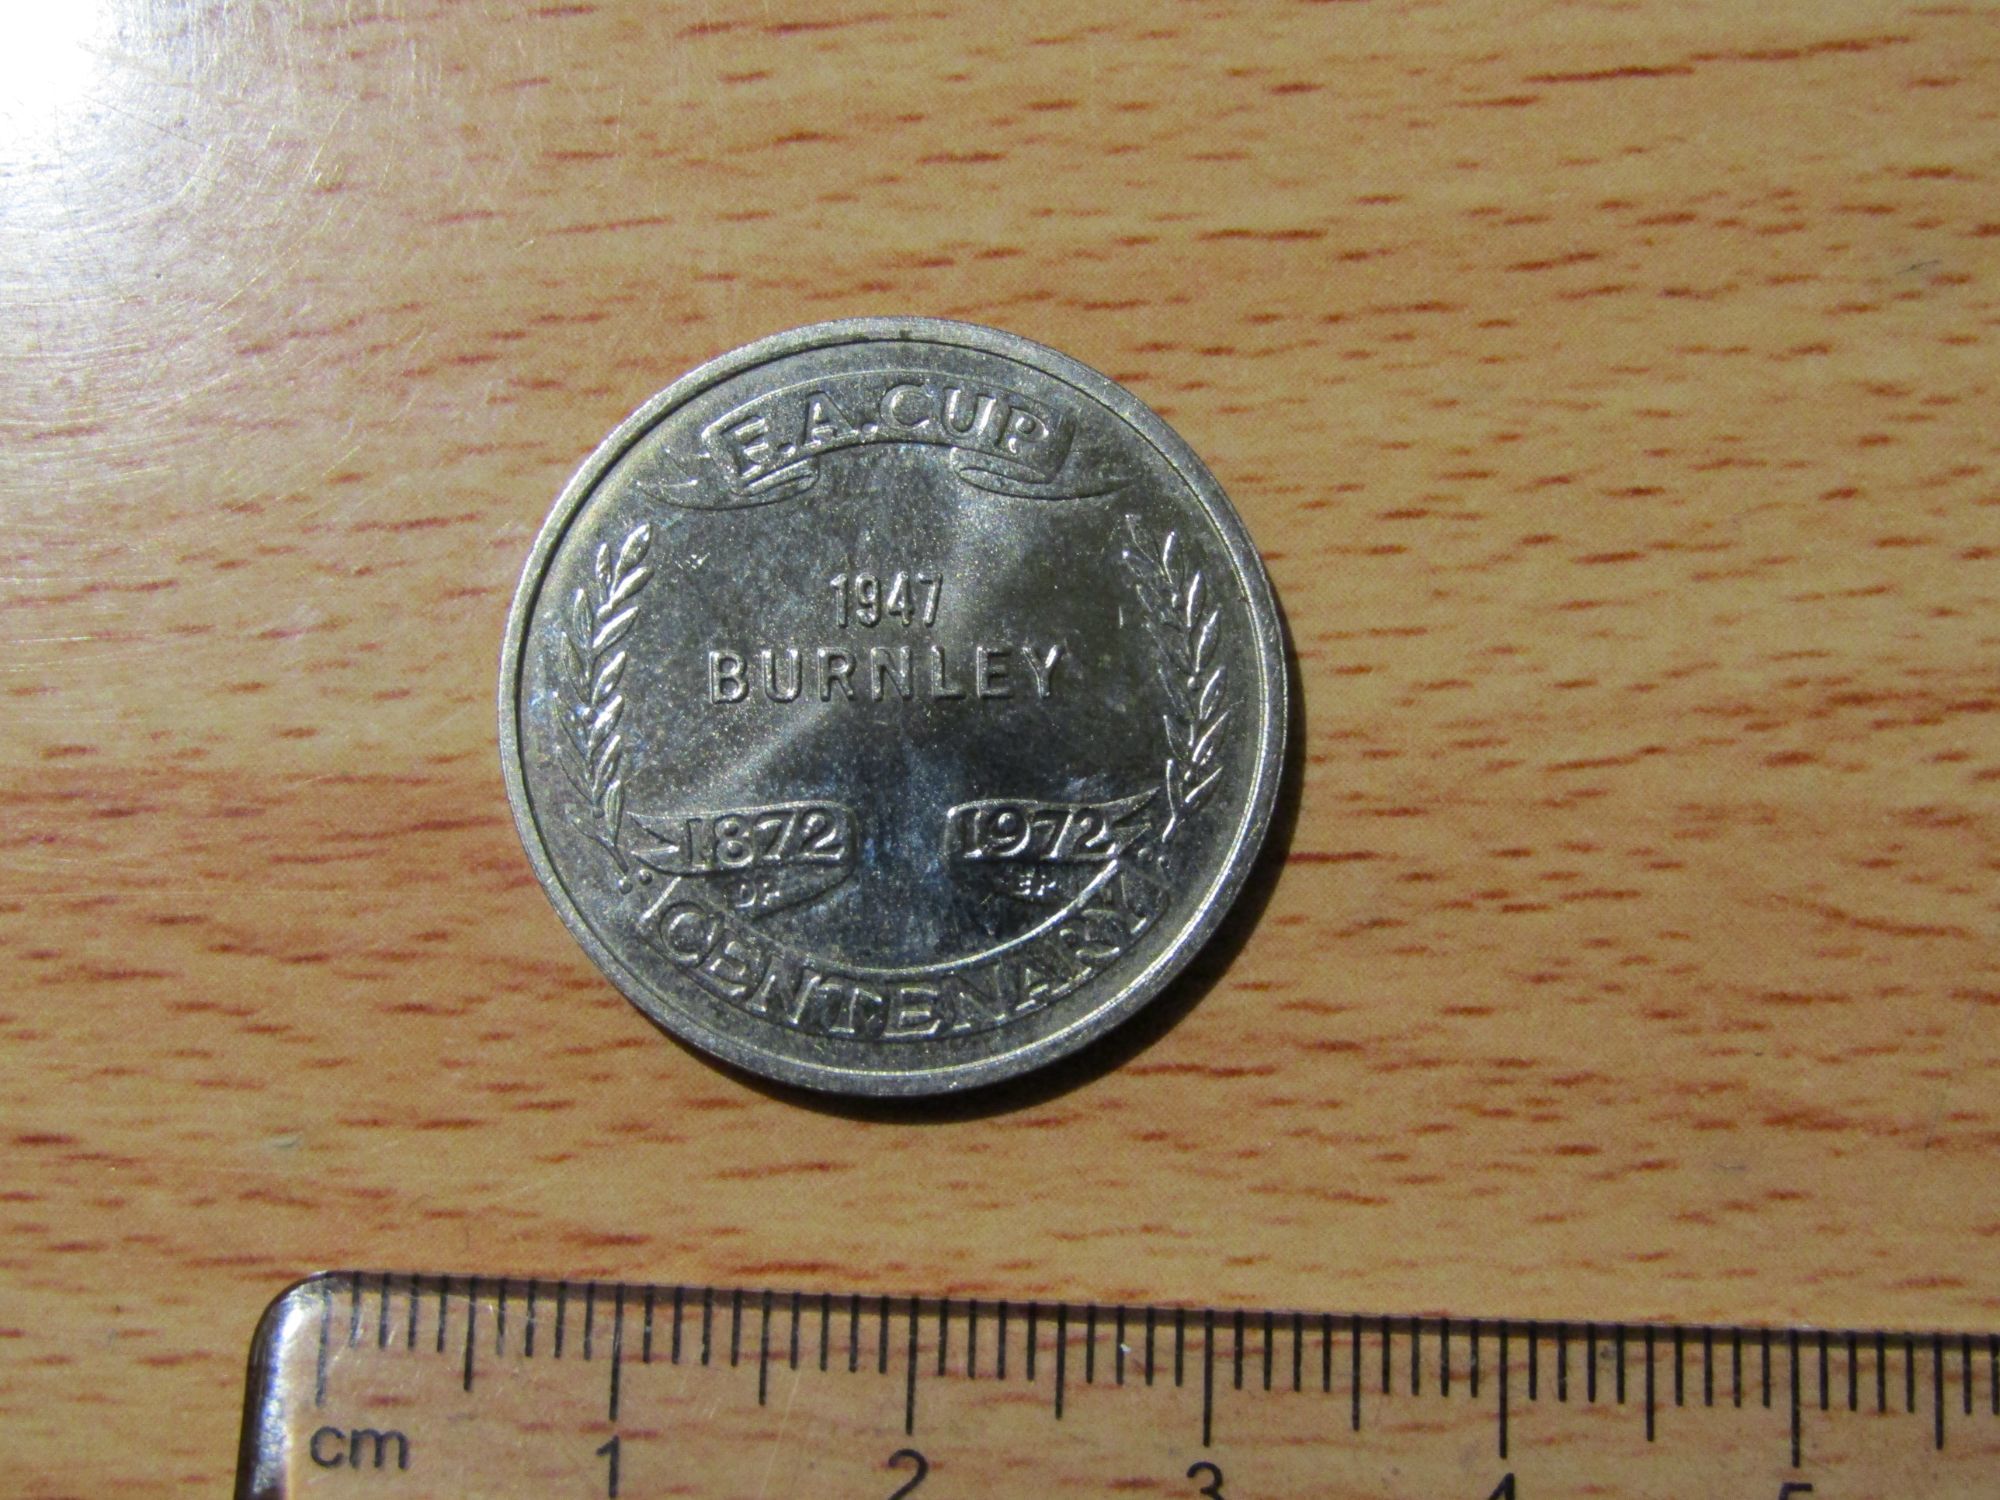 F.A.CUP
1947
BURNLEY
1872 1972
CENTENARY
cm 1 2 3 4 5